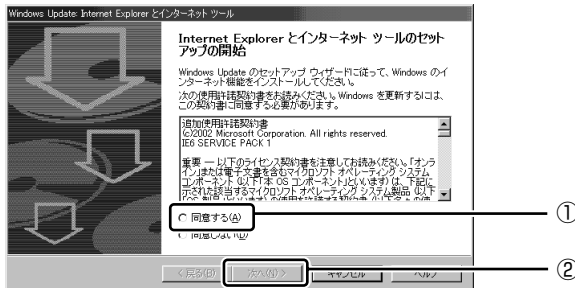 Windows Update: Internet Explorer とインターネット ツール
Internet Explorer とインターネット ツールのセット
アップの開始
Windows Update のセットアップ ウィザードに従って、Windows のイ
ンターネット機能をインストールしてください。
次の使用許諾契約書をお読みください。Windows を更新するには、
この契約書に同意する必要があります。
追加使用許諾契約書
(c)2002 Microsoft Corporation. All rights reserved.
IE6 SERVICE PACK 1
重要 ― 以下のライセンス契約書を注意してお読みください。「オンラ
イン」または電子文書を含むマイクロソフト オペレーティング システム
コンポーネント (以下「本 OS コンポーネント」といいます) は、下記に
示された該当するマイクロソフト オペレーティング システム製品 (以下
同意する(A)
①
同意しない(D)
< 戻る(B)
次へ(N) >
キャンセル
ヘルプ
②